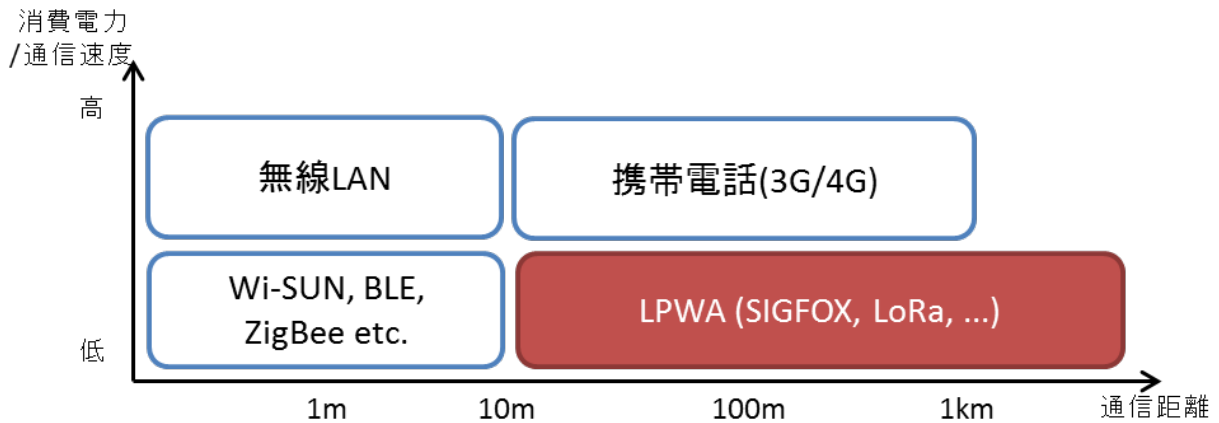 消費電力
/通信速度
高
無線LAN
携帯電話(3G/4G)
Wi-SUN, BLE,
ZigBee etc.
LPWA (SIGFOX, LoRa, ...)
低
1m
10m
100m
1km
通信距離